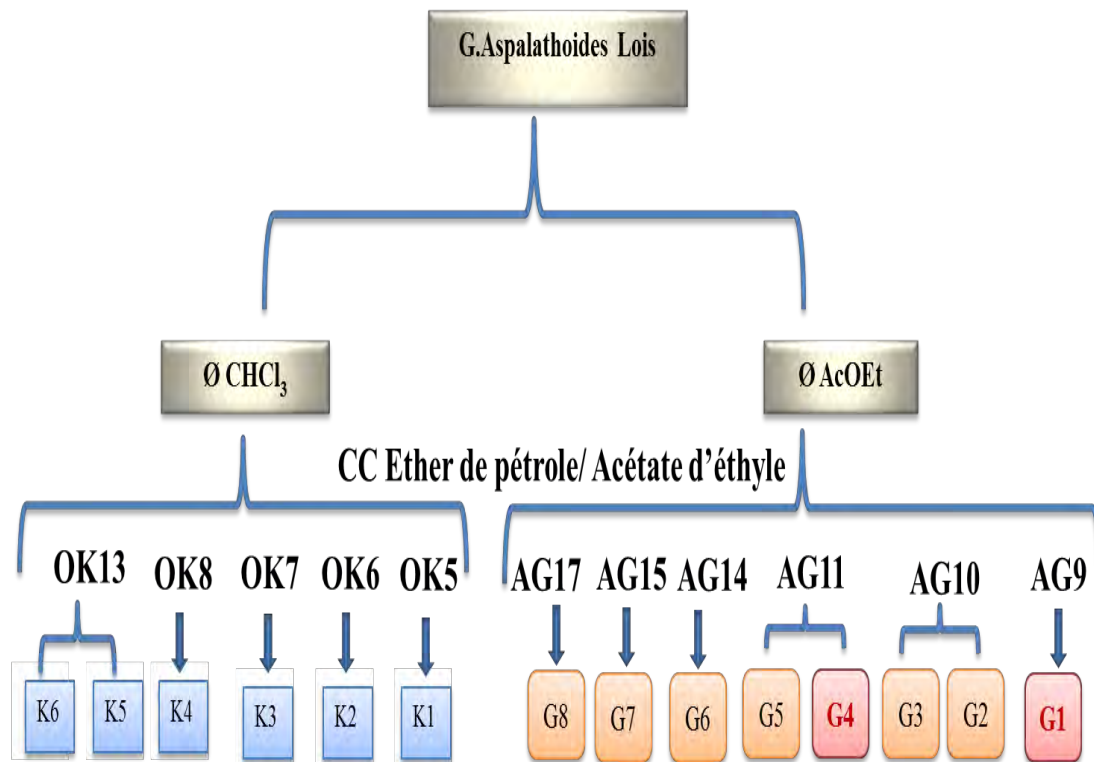 G.Aspalathoides Lois
Ø CHCl₃
Ø AcOEt
CC Ether de pétrole/ Acétate d’éthyle
OK13 OK8 OK7 OK6 OK5 AG17 AG15 AG14 AG11 AG10 AG9
K6 K5 K4 K3 K2 K1 G8 G7 G6 G5 G4 G3 G2 G1